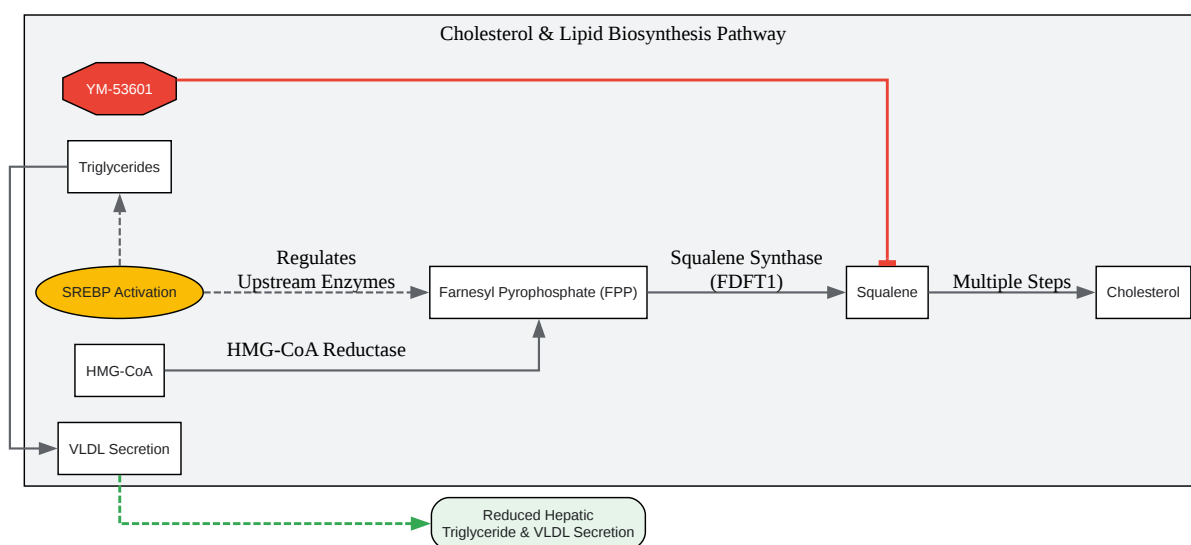 Cholesterol & Lipid Biosynthesis Pathway
YM-53601
Triglycerides
Regulates
Upstream Enzymes
Squalene Synthase
(FDFT1)
SREBP Activation
Farnesyl Pyrophosphate (FPP)
Squalene
Multiple Steps
Cholesterol
HMG-CoA Reductase
HMG-CoA
VLDL Secretion
Reduced Hepatic
Triglyceride & VLDL Secretion